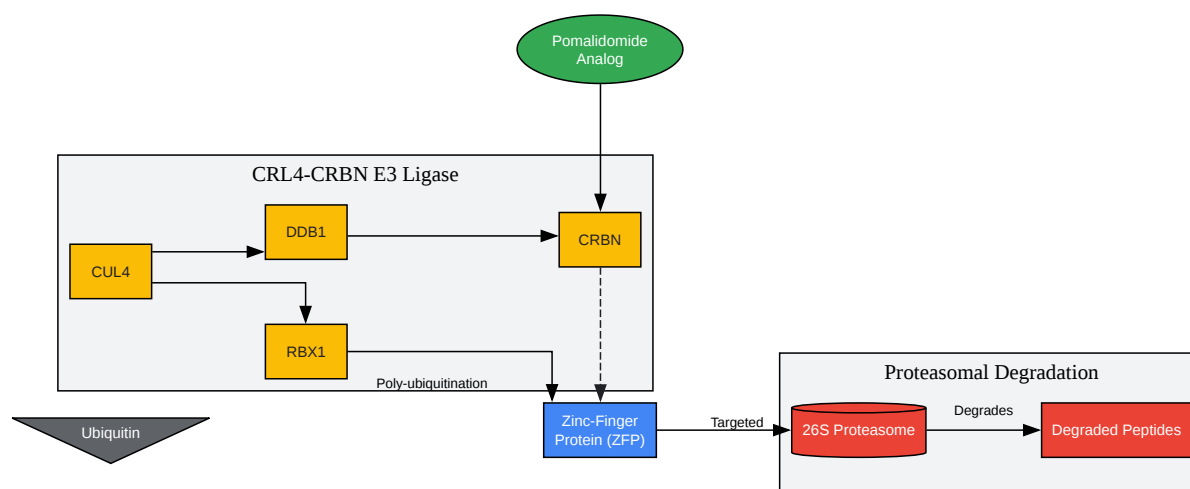 Pomalidomide
Analog
CRL4-CRBN E3 Ligase
DDB1
CRBN
CUL4
RBX1
Poly-ubiquitination
Proteasomal Degradation
Ubiquitin
Zinc-Finger
Protein (ZFP)
Targeted
26S Proteasome
Degrades
Degraded Peptides